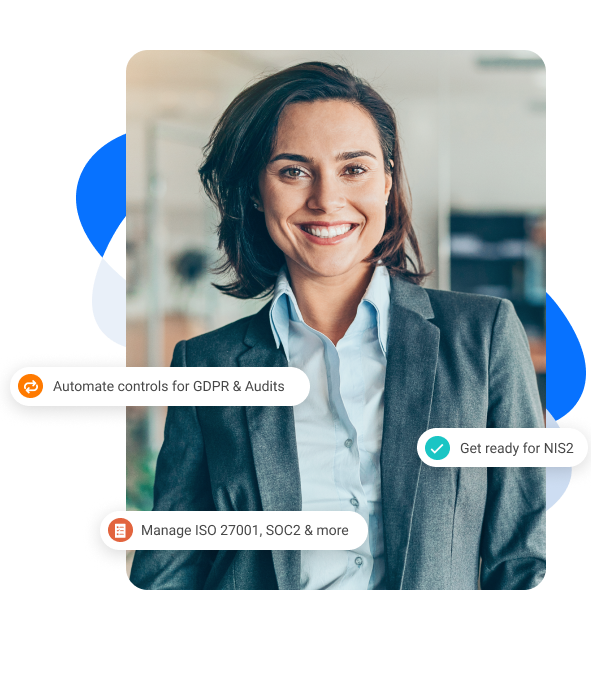 Automate controls for GDPR & Audits
Get ready for NIS2
Manage ISO 27001, SOC2 & more